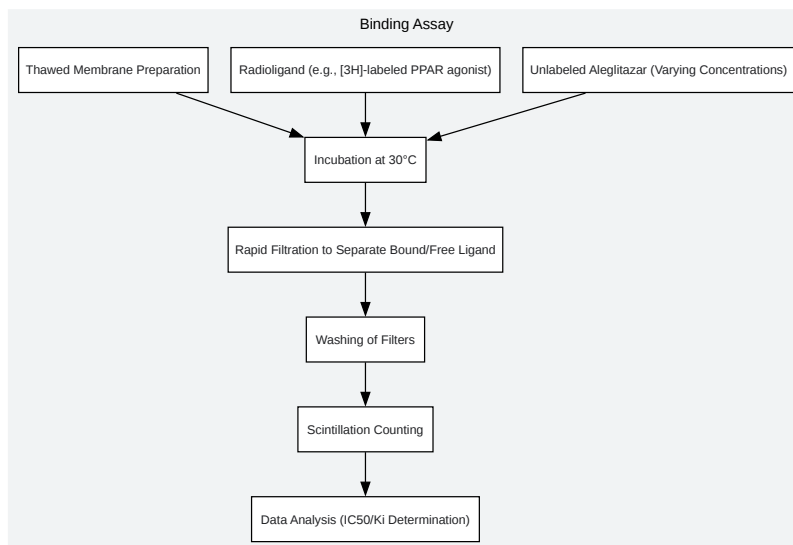 Binding Assay
Thawed Membrane Preparation
Radioligand (e.g., [3H]-labeled PPAR agonist)
Unlabeled Aleglitazar (Varying Concentrations)
Incubation at 30°C
Rapid Filtration to Separate Bound/Free Ligand
Washing of Filters
Scintillation Counting
Data Analysis (IC50/Ki Determination)